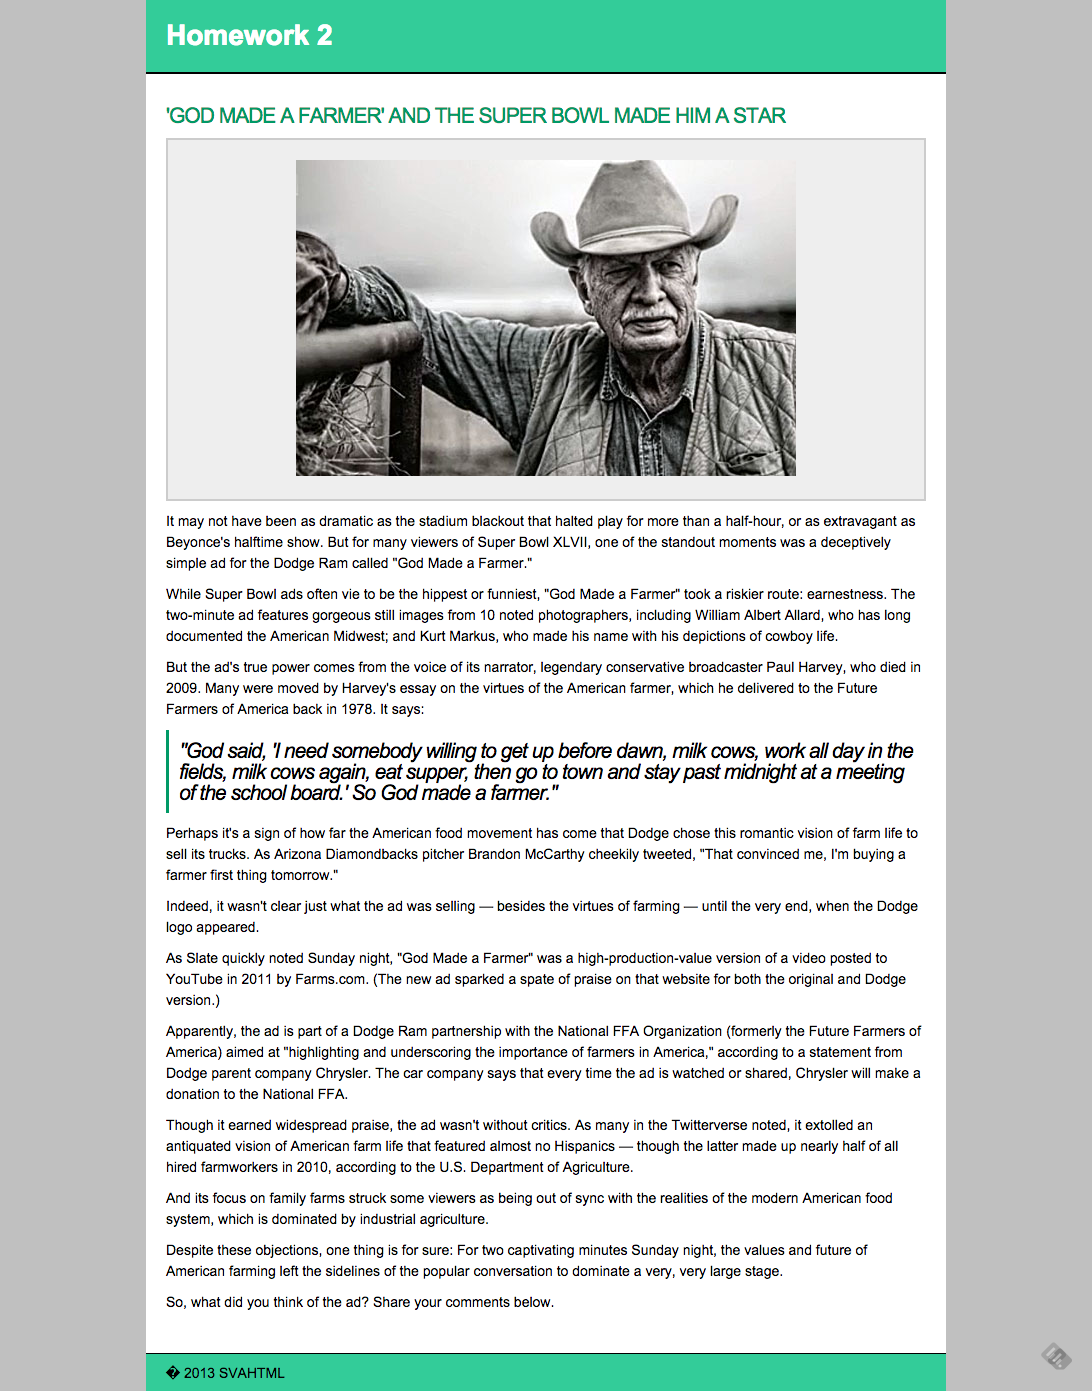 Homework 2
'GOD MADE A FARMER' AND THE SUPER BOWL MADE HIM A STAR
It may not have been as dramatic as the stadium blackout that halted play for more than a half-hour, or as extravagant as
Beyonce's halftime show. But for many viewers of Super Bowl XLVII, one of the standout moments was a deceptively
simple ad for the Dodge Ram called "God Made a Farmer."
While Super Bowl ads often vie to be the hippest or funniest, "God Made a Farmer" took a riskier route: earnestness. The
two-minute ad features gorgeous still images from 10 noted photographers, including William Albert Allard, who has long
documented the American Midwest; and Kurt Markus, who made his name with his depictions of cowboy life.
But the ad's true power comes from the voice of its narrator, legendary conservative broadcaster Paul Harvey, who died in
2009. Many were moved by Harvey's essay on the virtues of the American farmer, which he delivered to the Future
Farmers of America back in 1978. It says:
"God said, 'I need somebody willing to get up before dawn, milk cows, work all day in the
fields, milk cows again, eat supper, then go to town and stay past midnight at a meeting
of the school board.' So God made a farmer."
Perhaps it's a sign of how far the American food movement has come that Dodge chose this romantic vision of farm life to
sell its trucks. As Arizona Diamondbacks pitcher Brandon McCarthy cheekily tweeted, "That convinced me, I'm buying a
farmer first thing tomorrow."
Indeed, it wasn't clear just what the ad was selling — besides the virtues of farming — until the very end, when the Dodge
logo appeared.
As Slate quickly noted Sunday night, "God Made a Farmer" was a high-production-value version of a video posted to
YouTube in 2011 by Farms.com. (The new ad sparked a spate of praise on that website for both the original and Dodge
version.)
Apparently, the ad is part of a Dodge Ram partnership with the National FFA Organization (formerly the Future Farmers of
America) aimed at "highlighting and underscoring the importance of farmers in America," according to a statement from
Dodge parent company Chrysler. The car company says that every time the ad is watched or shared, Chrysler will make a
donation to the National FFA.
Though it earned widespread praise, the ad wasn't without critics. As many in the Twitterverse noted, it extolled an
antiquated vision of American farm life that featured almost no Hispanics — though the latter made up nearly half of all
hired farmworkers in 2010, according to the U.S. Department of Agriculture.
And its focus on family farms struck some viewers as being out of sync with the realities of the modern American food
system, which is dominated by industrial agriculture.
Despite these objections, one thing is for sure: For two captivating minutes Sunday night, the values and future of
American farming left the sidelines of the popular conversation to dominate a very, very large stage.
So, what did you think of the ad? Share your comments below.
� 2013 SVAHTML